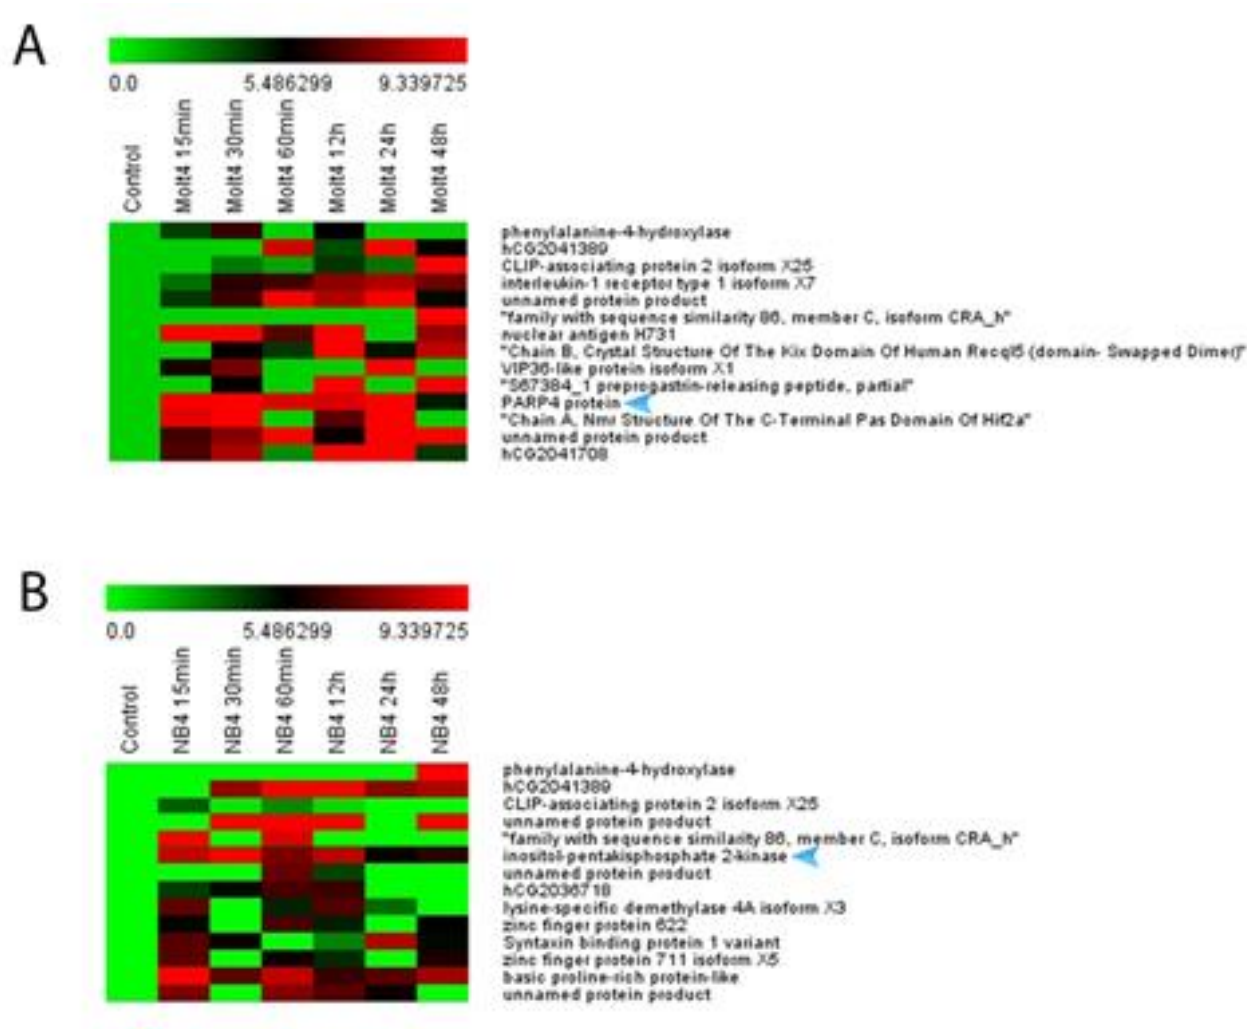 A
0.0 5.486299 9.339725
Control
Molt4 15min
Molt4 30min
Molt4 60min
Molt4 12h
Molt4 24h
Molt4 48h
phenylalanine-4-hydroxylase
hCG2041389
CLIP-associating protein 2 isoform X25
interleukin-1 receptor type 1 isoform X7
unnamed protein product
"family with sequence similarity 86, member C, isoform CRA_h"
nuclear antigen H731
"Chain B, Crystal Structure Of The Kix Domain Of Human Recql5 (domain- Swapped Dimer)"
VIP36-like protein isoform X1
"S67384_1 preprogastrin-releasing peptide, partial"
PARP4 protein
"Chain A, Nmr Structure Of The C-Terminal Pas Domain Of Hif2a"
unnamed protein product
hCG2041708
B
0.0 5.486299 9.339725
Control
NB4 15min
NB4 30min
NB4 60min
NB4 12h
NB4 24h
NB4 48h
phenylalanine-4-hydroxylase
hCG2041389
CLIP-associating protein 2 isoform X25
unnamed protein product
"family with sequence similarity 86, member C, isoform CRA_h"
inositol-pentakisphosphate 2-kinase
unnamed protein product
hCG2036718
lysine-specific demethylase 4A isoform X3
zinc finger protein 622
Syntaxin binding protein 1 variant
zinc finger protein 711 isoform X5
basic proline-rich protein-like
unnamed protein product